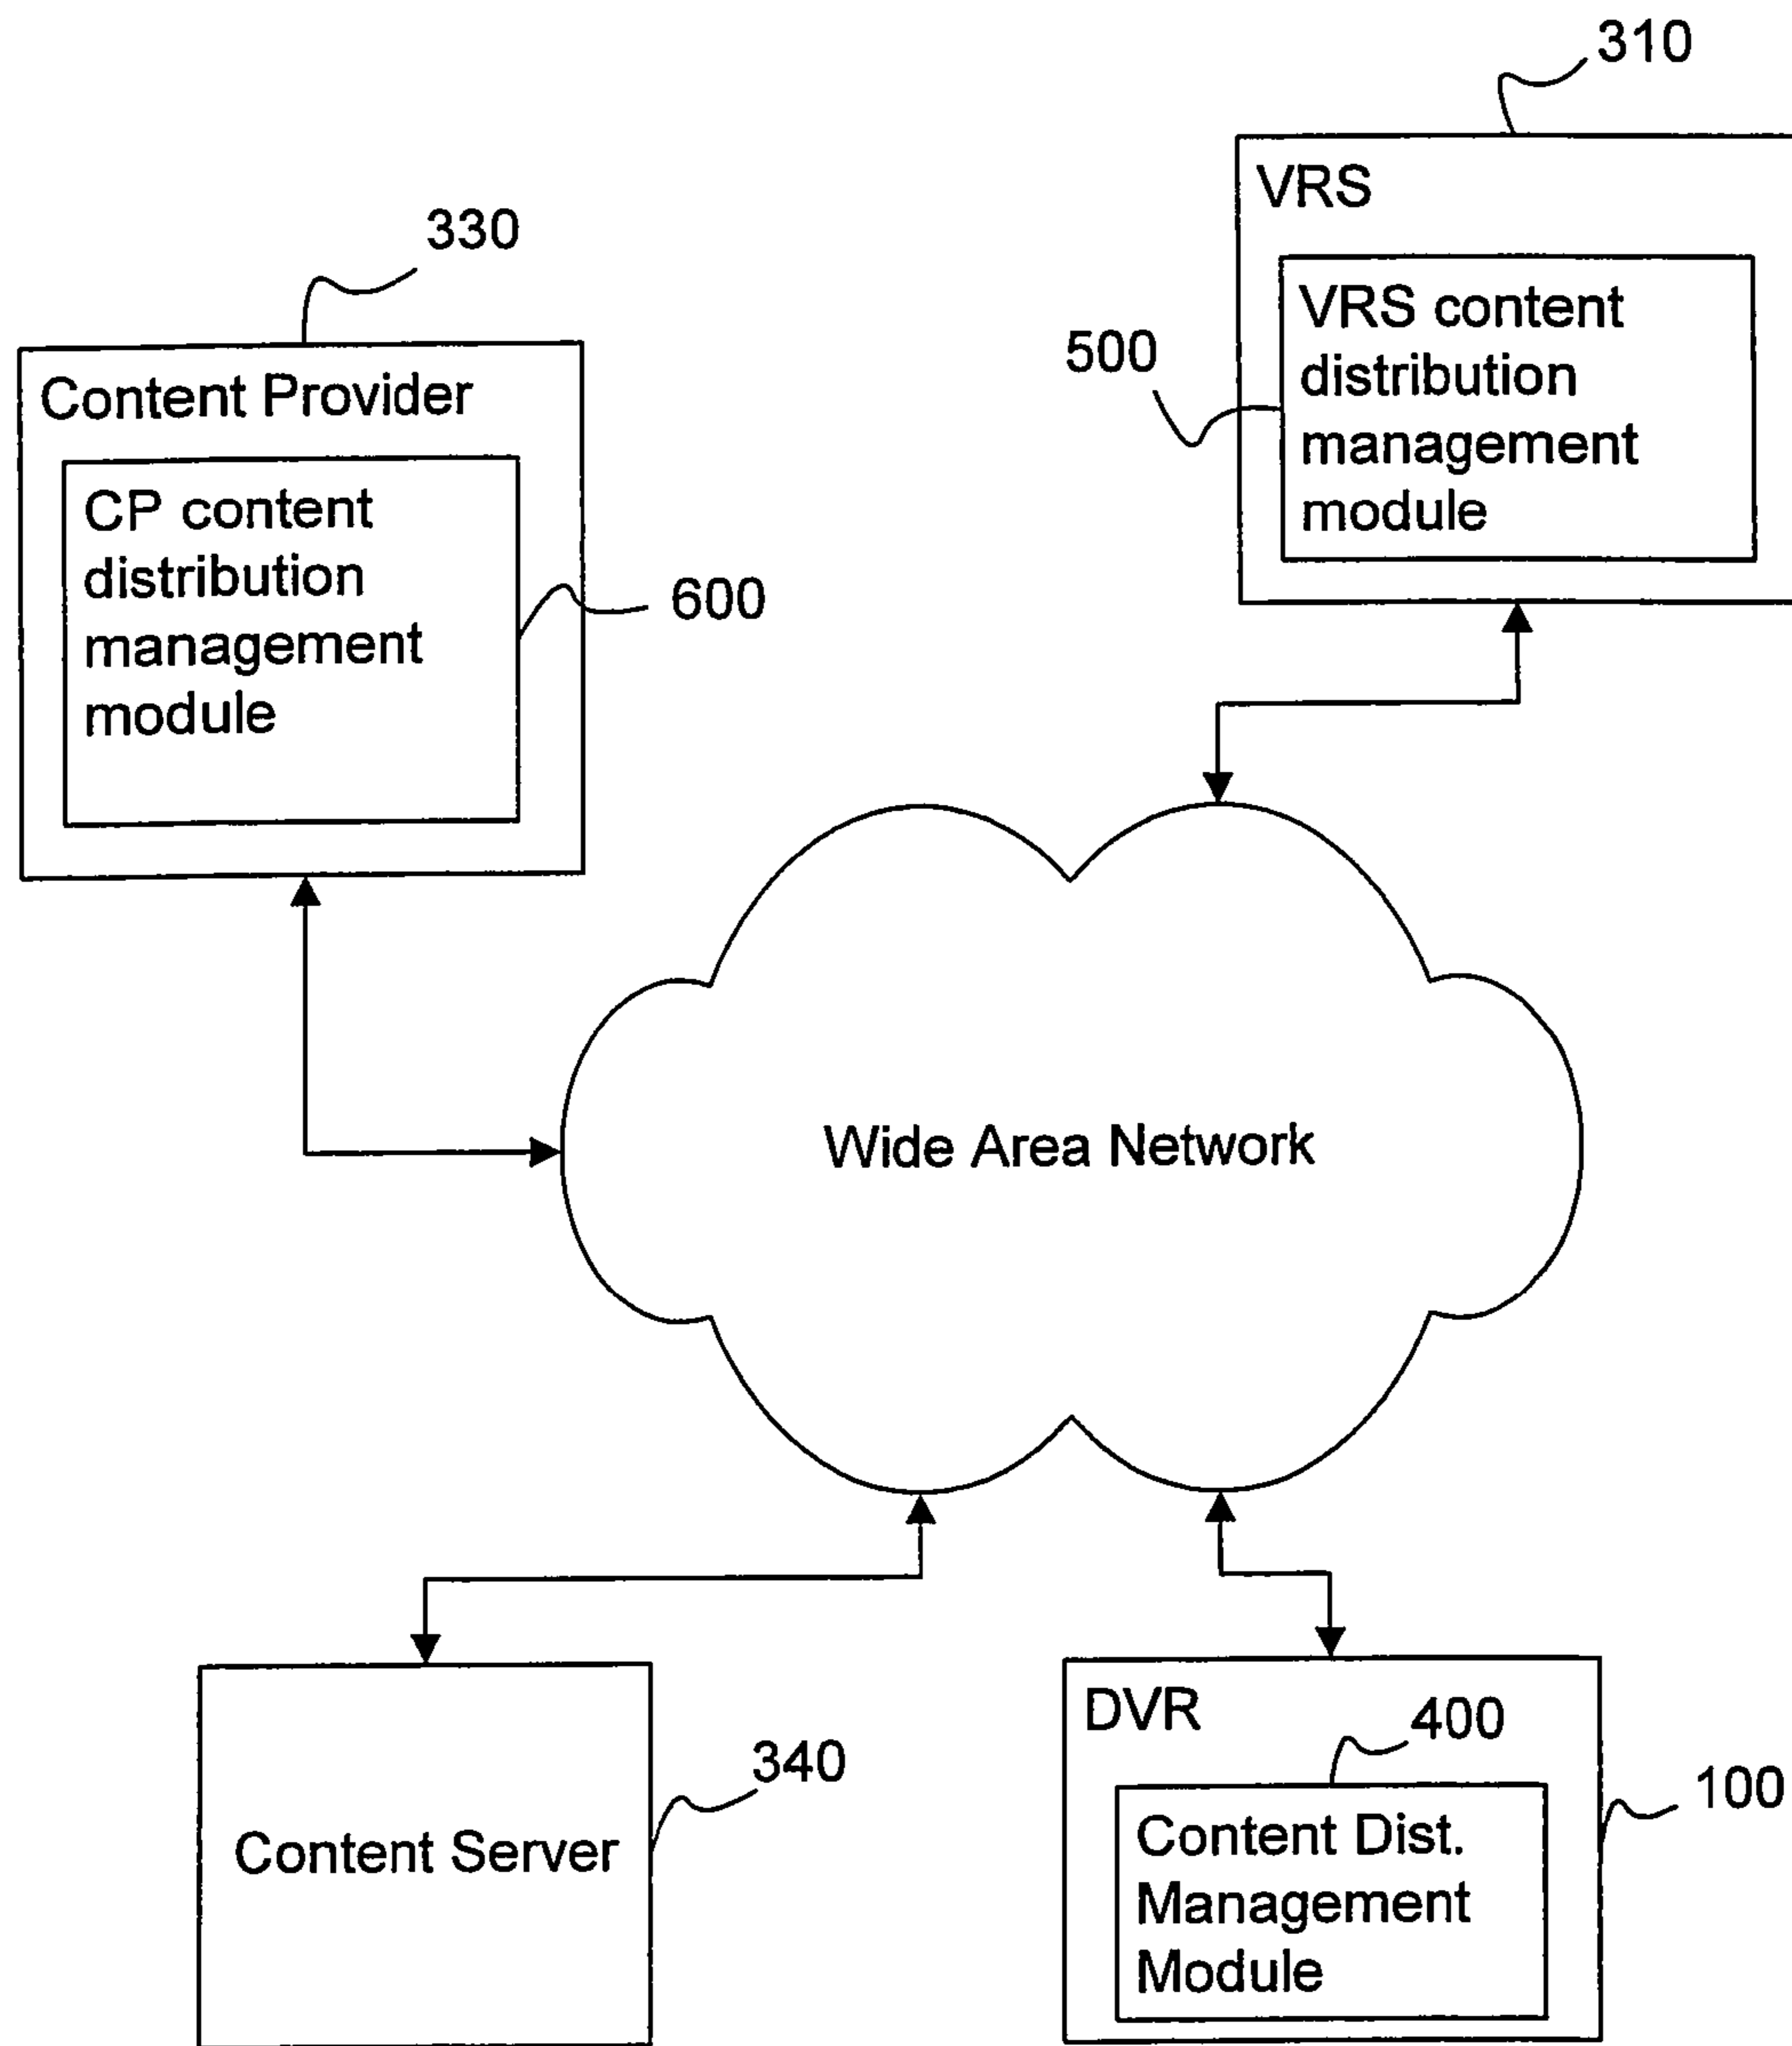 310
VRS
VRS content
distribution
management
module
500
330
Content Provider
CP content
distribution
management
module
600
Wide Area Network
Content Server
340
DVR
400
Content Dist.
Management
Module
100